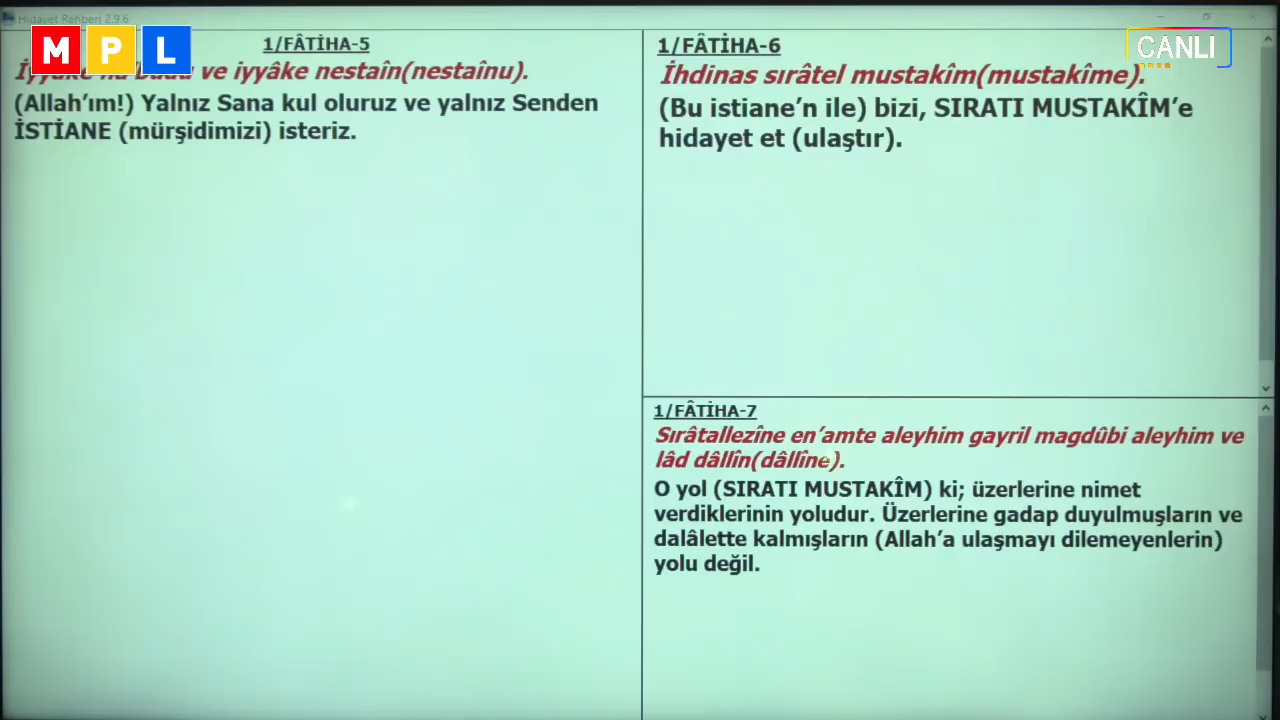 Hidayet Rehberi 2.9.6
MPL
CANLI
1/FÂTİHA-5
ve iyyâke nestaîn(nestaînu).
(Allah’ım!) Yalnız Sana kul oluruz ve yalnız Senden
İSTİANE (mürşidimizi) isteriz.
1/FÂTİHA-6
İhdinas sırâtel mustakîm(mustakîme).
(Bu istiane’n ile) bizi, SIRATI MUSTAKÎM’e
hidayet et (ulaştır).
1/FÂTİHA-7
Sırâtallezîne en’amte aleyhim gayril magdûbi aleyhim ve
lâd dâllîn(dâllîne).
O yol (SIRATI MUSTAKÎM) ki; üzerlerine nimet
verdiklerinin yoludur. Üzerlerine gadap duyulmuşların ve
dalâlette kalmışların (Allah’a ulaşmayı dilemeyenlerin)
yolu değil.